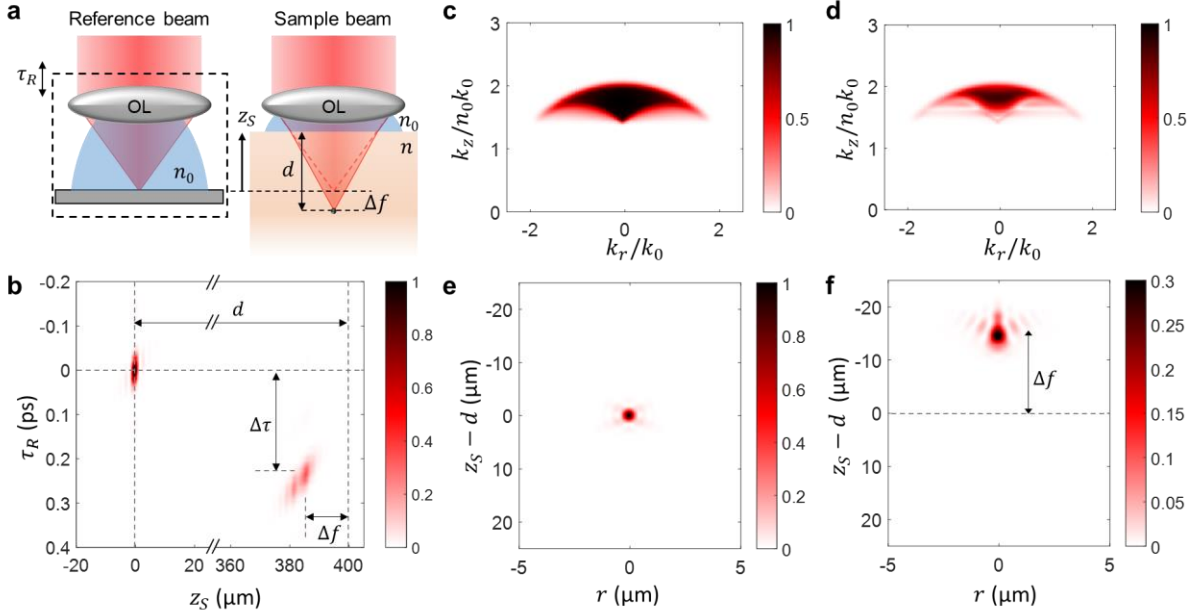 a
Reference beam
Sample beam
τ_R
OL
OL
z_S
n_0
n_0
n
d
Δf
b
-0.2
-0.1
0
0.1
0.2
0.3
0.4
τ_R (ps)
d
Δτ
Δf
-20
0
20
360
380
400
z_S (μm)
1
0.8
0.6
0.4
0.2
0
c
3
2
1
0
k_z/n_0k_0
-2
0
2
k_r/k_0
1
0.5
0
d
3
2
1
0
k_z/n_0k_0
-2
0
2
k_r/k_0
1
0.5
0
e
-20
-10
0
10
20
z_S − d (μm)
-5
0
5
r (μm)
1
0.8
0.6
0.4
0.2
0
f
-20
-10
0
10
20
z_S − d (μm)
Δf
-5
0
5
r (μm)
0.3
0.25
0.2
0.15
0.1
0.05
0